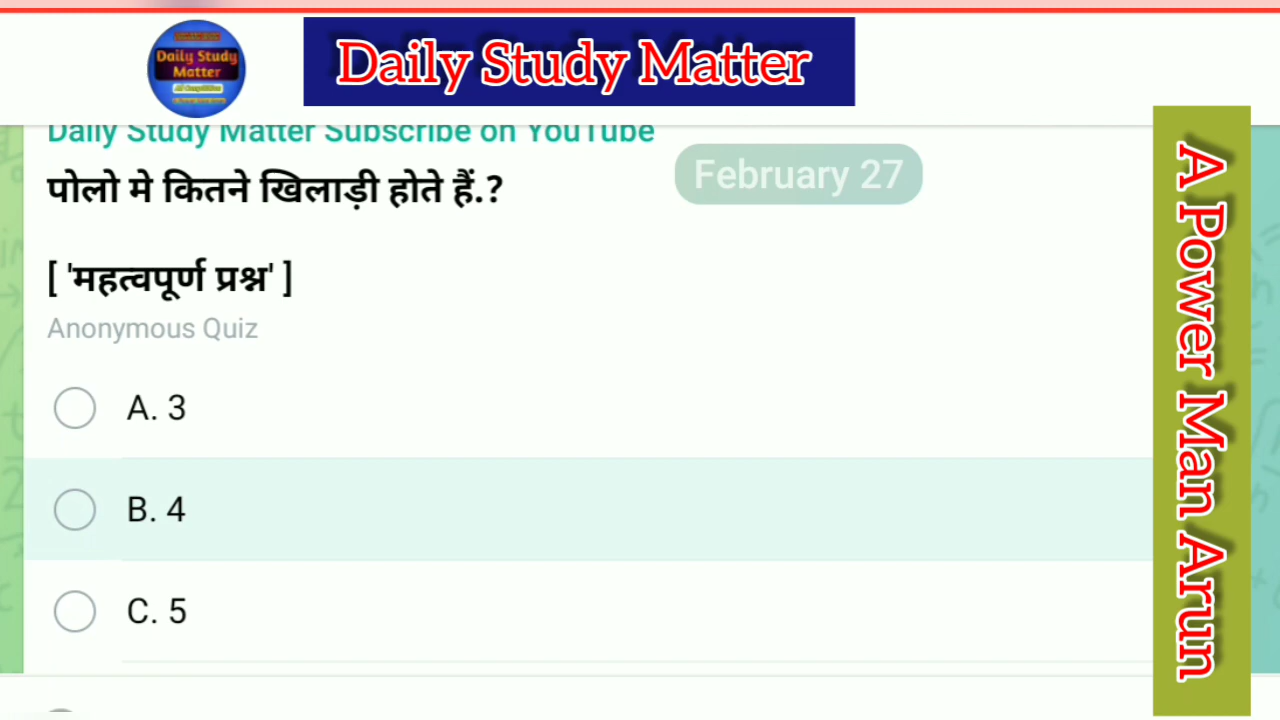 Daily Study Matter
Daily Study
Matter
Daily Study Matter Subscribe on YouTube
February 27
पोलो मे कितने खिलाड़ी होते हैं.?
[ 'महत्वपूर्ण प्रश्न' ]
Anonymous Quiz
A. 3
B. 4
C. 5
A Power Man Arun